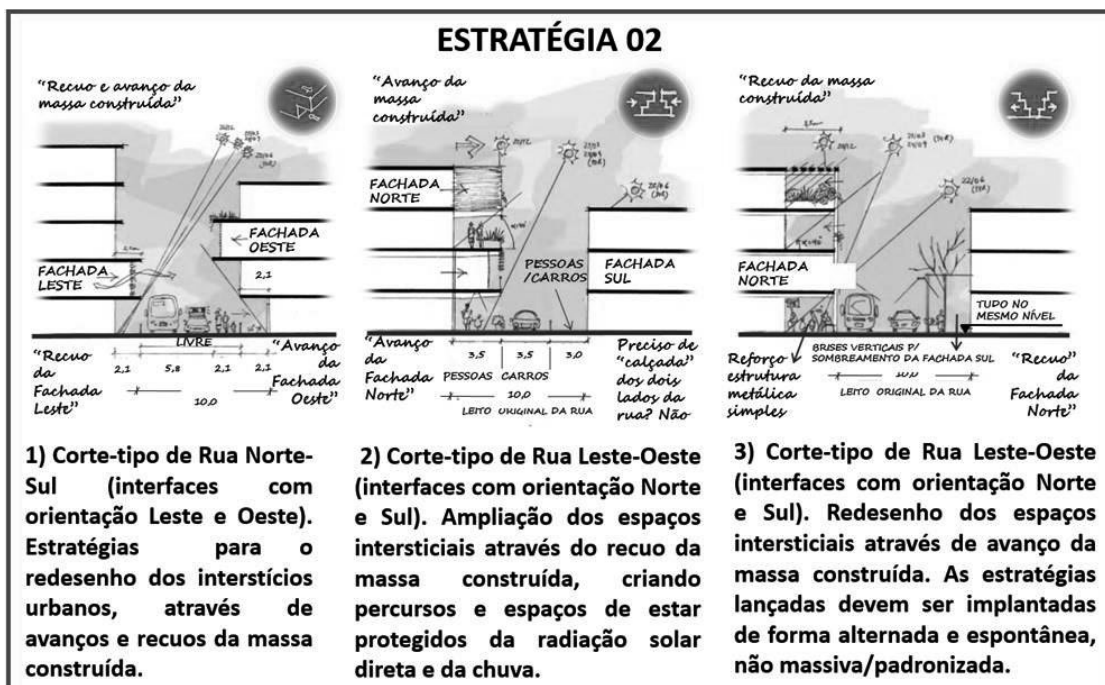 ESTRATÉGIA 02
“Recuo e avanço da
massa construída”
FACHADA
OESTE
FACHADA
LESTE
2,1
LIVRE
“Recuo
da
Fachada
Leste”
2,1
5,8
2,1
2,1
10,0
“Avanço
da
Fachada
Oeste”
“Avanço da
massa
construída”
21/12
FACHADA
NORTE
PESSOAS
/CARROS
FACHADA
SUL
“Avanço
da
Fachada
Norte”
3,5
3,5
3,0
PESSOAS
CARROS
10,0
LEITO ORIGINAL DA RUA
Preciso de
“calçada”
dos dois
lados da
rua? Não
“Recuo da massa
construída”
22/06
FACHADA
NORTE
TUDO NO
MESMO NÍVEL
BRISES VERTICAIS P/
SOMBREAMENTO DA FACHADA SUL
Reforço
estrutura
metálica
simples
10,0
LEITO ORIGINAL DA RUA
“Recuo”
da
Fachada
Norte”
1) Corte-tipo de Rua Norte-
Sul (interfaces com
orientação Leste e Oeste).
Estratégias para o
redesenho dos interstícios
urbanos, através de
avanços e recuos da massa
construída.
2) Corte-tipo de Rua Leste-Oeste
(interfaces com orientação Norte
e Sul). Ampliação dos espaços
intersticiais através do recuo da
massa construída, criando
percursos e espaços de estar
protegidos da radiação solar
direta e da chuva.
3) Corte-tipo de Rua Leste-Oeste
(interfaces com orientação Norte
e Sul). Redesenho dos espaços
intersticiais através de avanço da
massa construída. As estratégias
lançadas devem ser implantadas
de forma alternada e espontânea,
não massiva/padronizada.